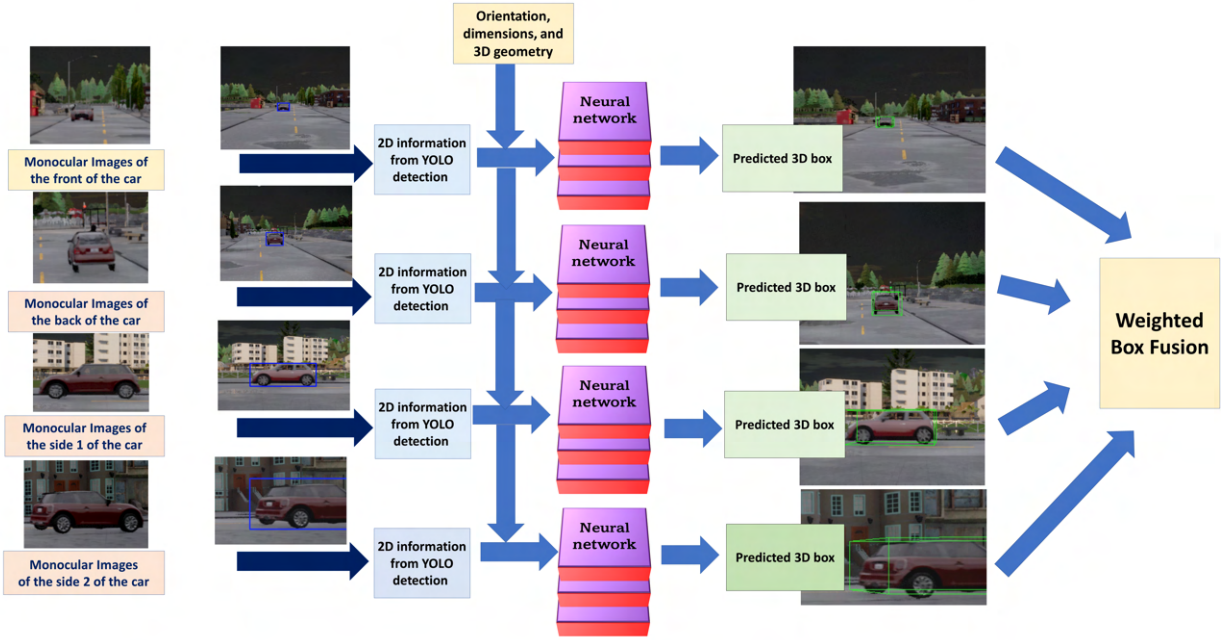 Orientation,
dimensions, and
3D geometry
Monocular Images of
the front of the car
2D information
from YOLO
detection
Neural
network
Predicted 3D box
Monocular Images of
the back of the car
2D information
from YOLO
detection
Neural
network
Predicted 3D box
Weighted
Box Fusion
Monocular Images of
the side 1 of the car
2D information
from YOLO
detection
Neural
network
Predicted 3D box
Monocular Images
of the side 2 of the car
2D information
from YOLO
detection
Neural
network
Predicted 3D box